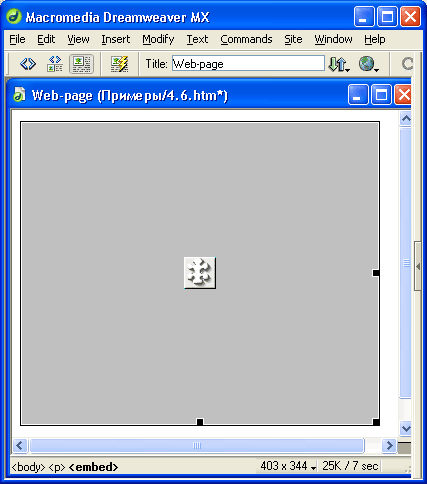 Macromedia Dreamweaver MX
File Edit View Insert Modify Text Commands Site Window Help
Title: Web-page
Web-page (Примеры/4.6.htm*)
<body> <p> <embed> 403 x 344 25K / 7 sec